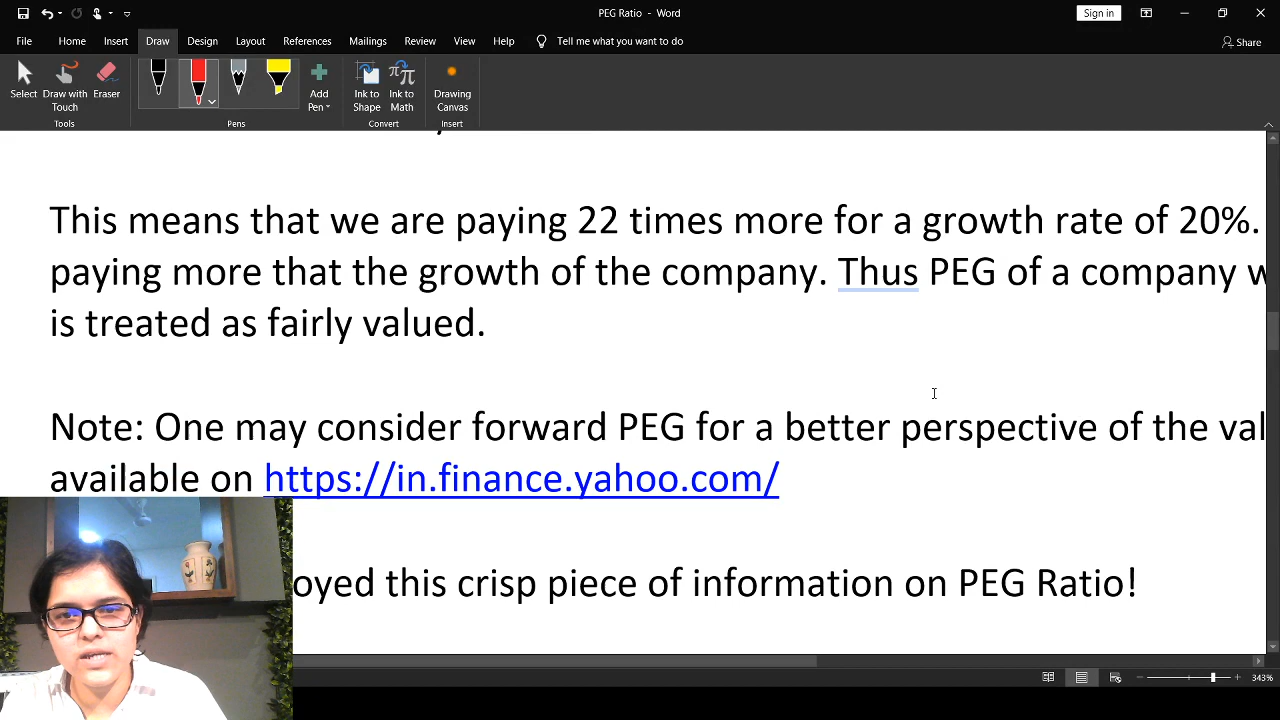 PEG Ratio - Word
Sign in
File Home Insert Draw Design Layout References Mailings Review View Help Tell me what you want to do
Share
Select Draw with Touch Eraser Add Pen Ink to Shape Ink to Math Drawing Canvas
Tools Pens Convert Insert
This means that we are paying 22 times more for a growth rate of 20%.
paying more that the growth of the company. Thus PEG of a company w
is treated as fairly valued.
Note: One may consider forward PEG for a better perspective of the val
available on https://in.finance.yahoo.com/
oyed this crisp piece of information on PEG Ratio!
343%